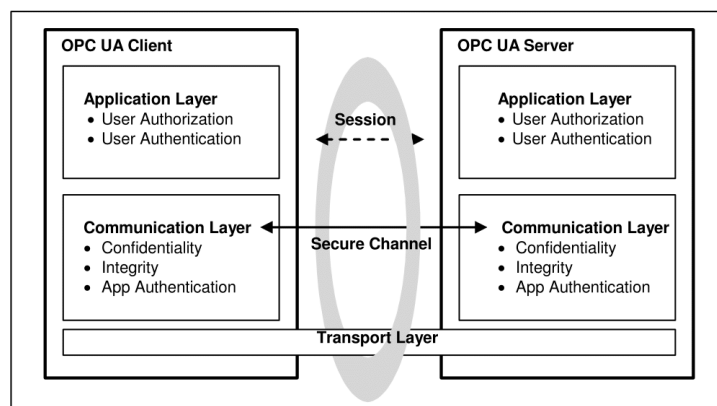 OPC UA Client
Application Layer
• User Authorization
• User Authentication
Communication Layer
• Confidentiality
• Integrity
• App Authentication
Session
Secure Channel
OPC UA Server
Application Layer
• User Authorization
• User Authentication
Communication Layer
• Confidentiality
• Integrity
• App Authentication
Transport Layer